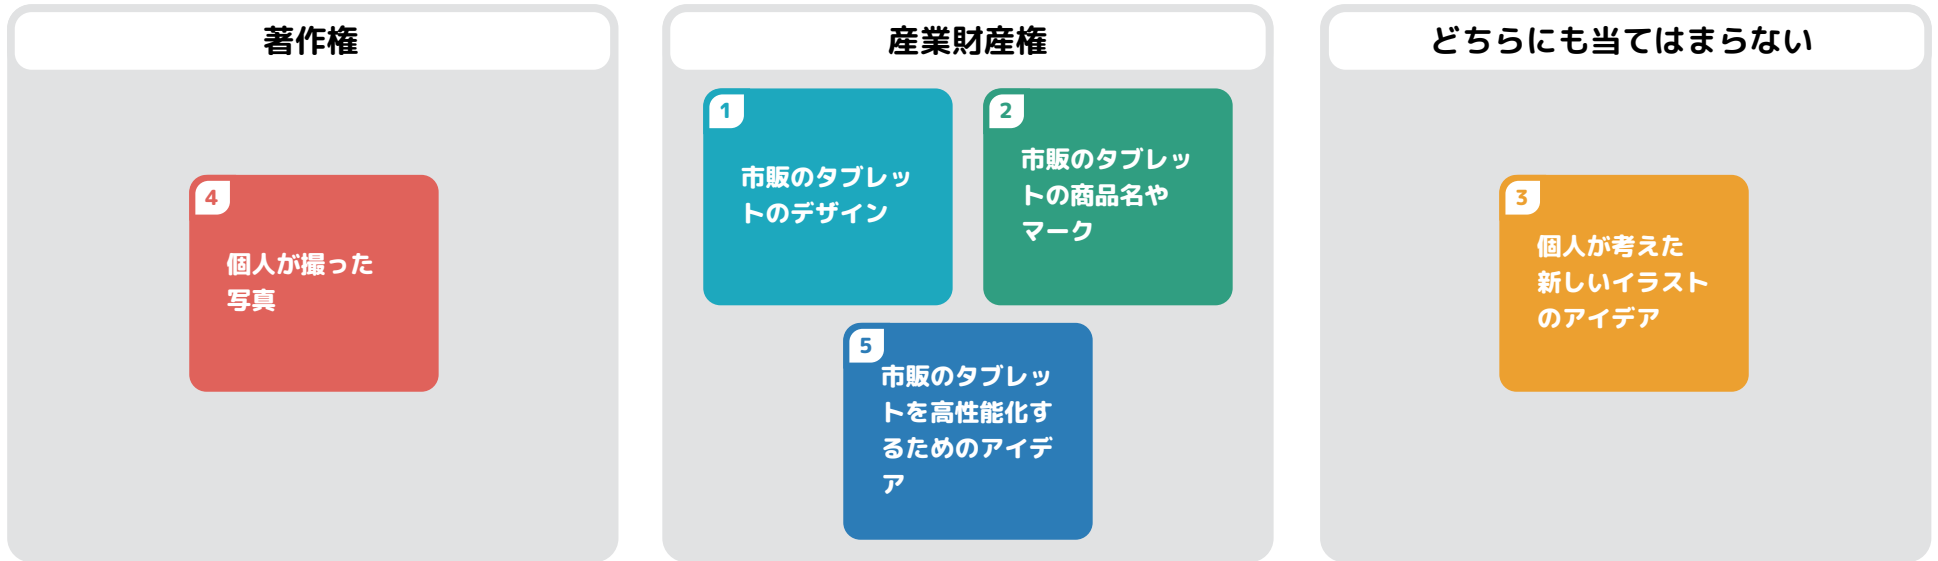 著作権
4
個人が撮った
写真
産業財産権
1
市販のタブレッ
トのデザイン
2
市販のタブレッ
トの商品名や
マーク
5
市販のタブレッ
トを高性能化す
るためのアイデ
ア
どちらにも当てはまらない
3
個人が考えた
新しいイラスト
のアイデア